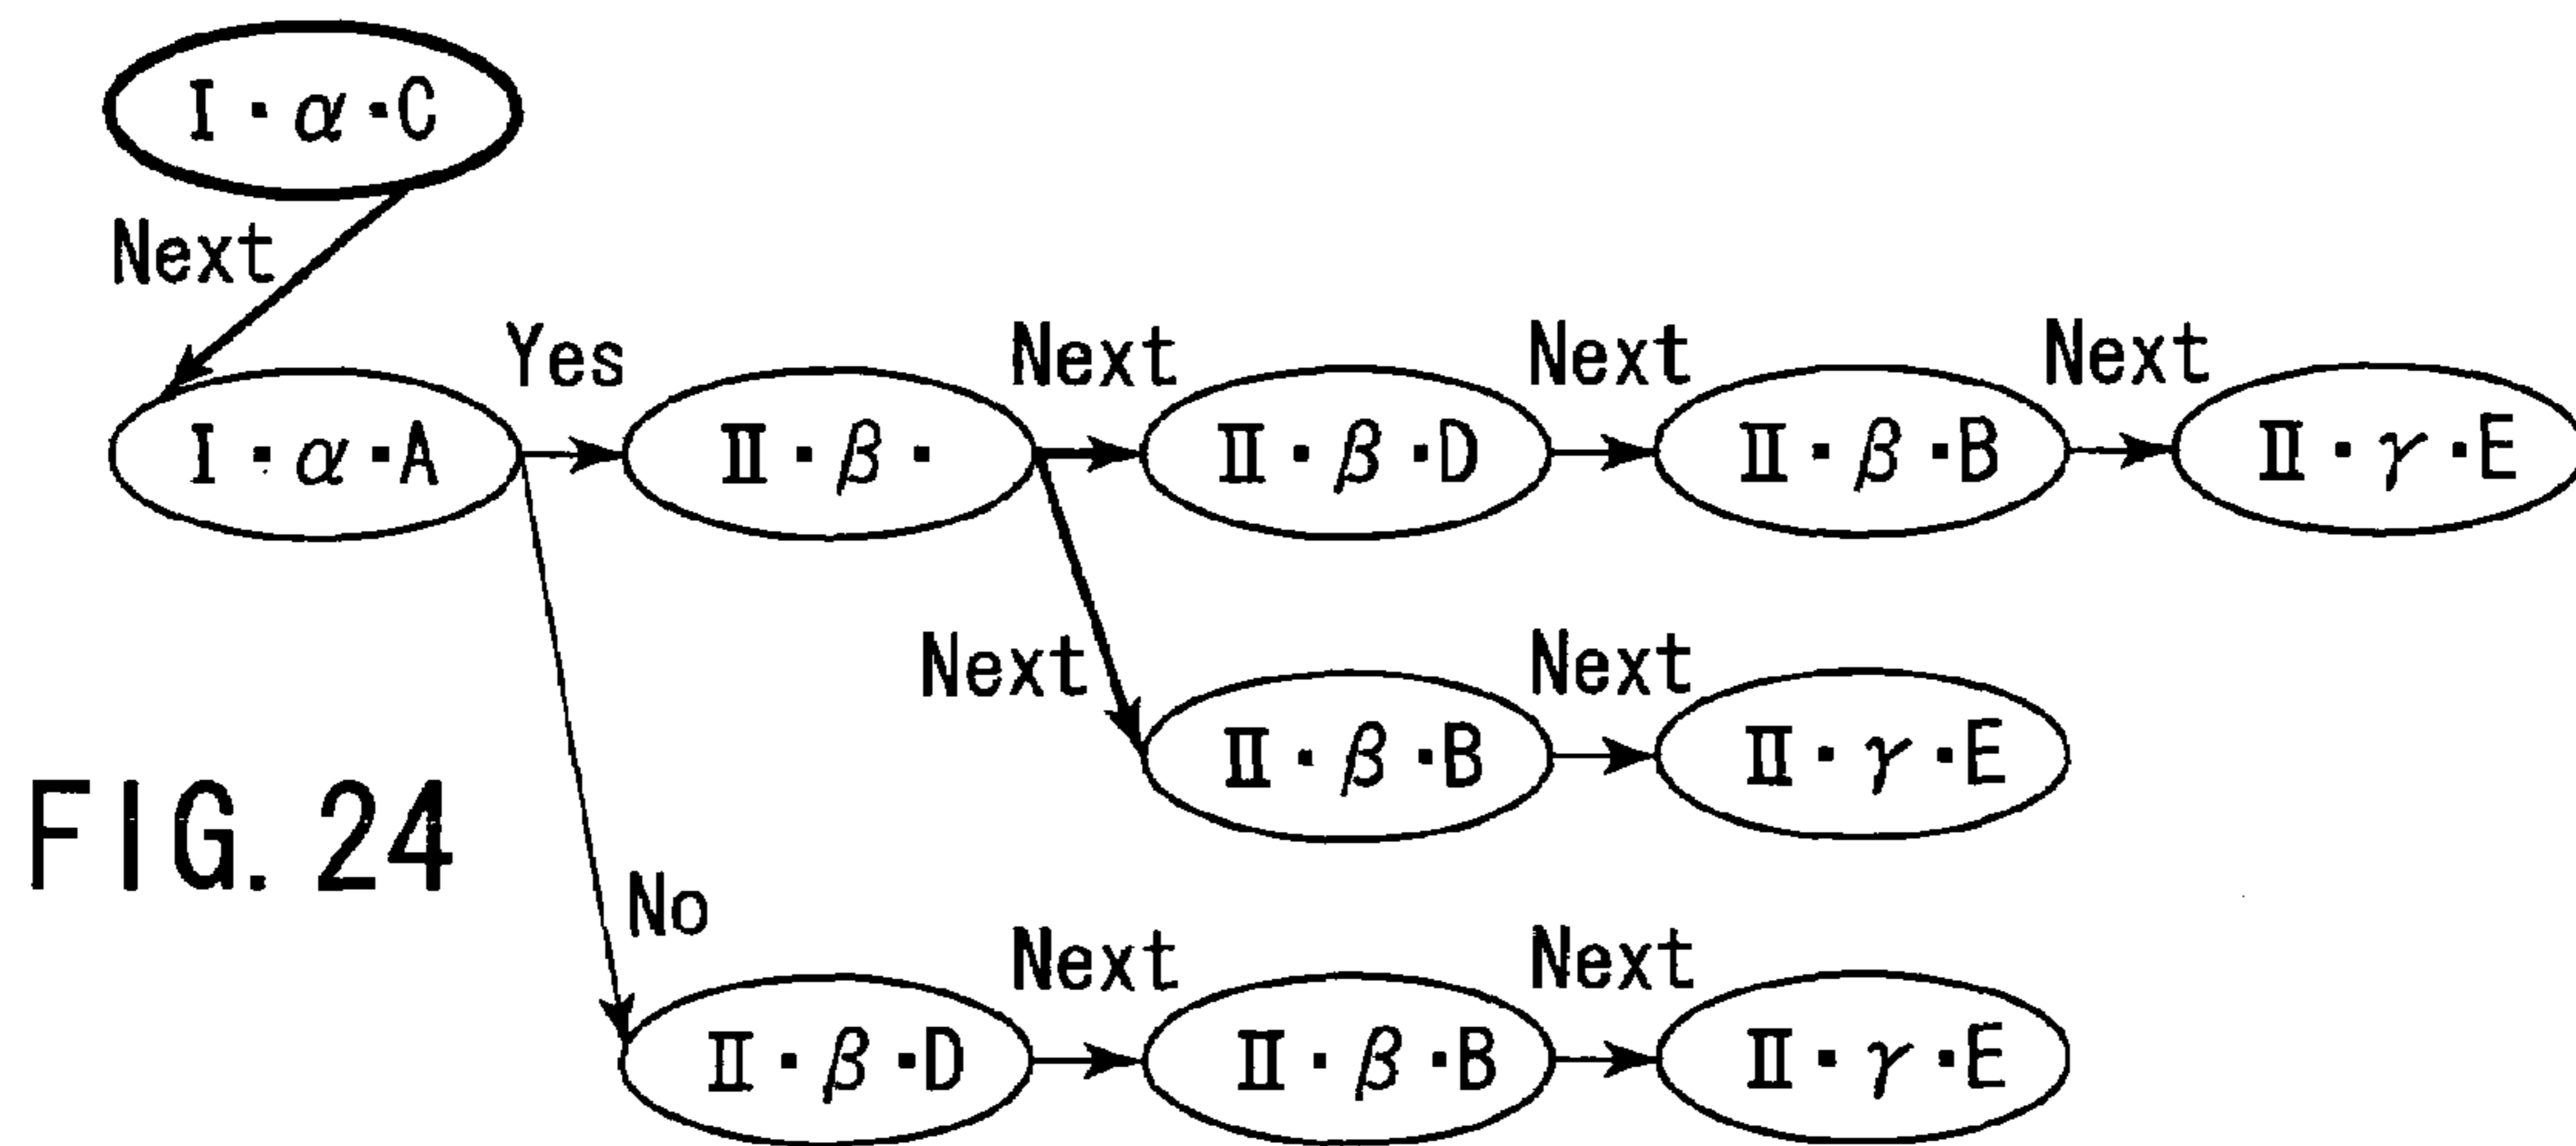 I · α · C
Next
Yes Next Next Next
I · α · A II · β · II · β · D II · β · B II · γ · E
Next Next
II · β · B II · γ · E
FIG. 24
No Next Next
II · β · D II · β · B II · γ · E